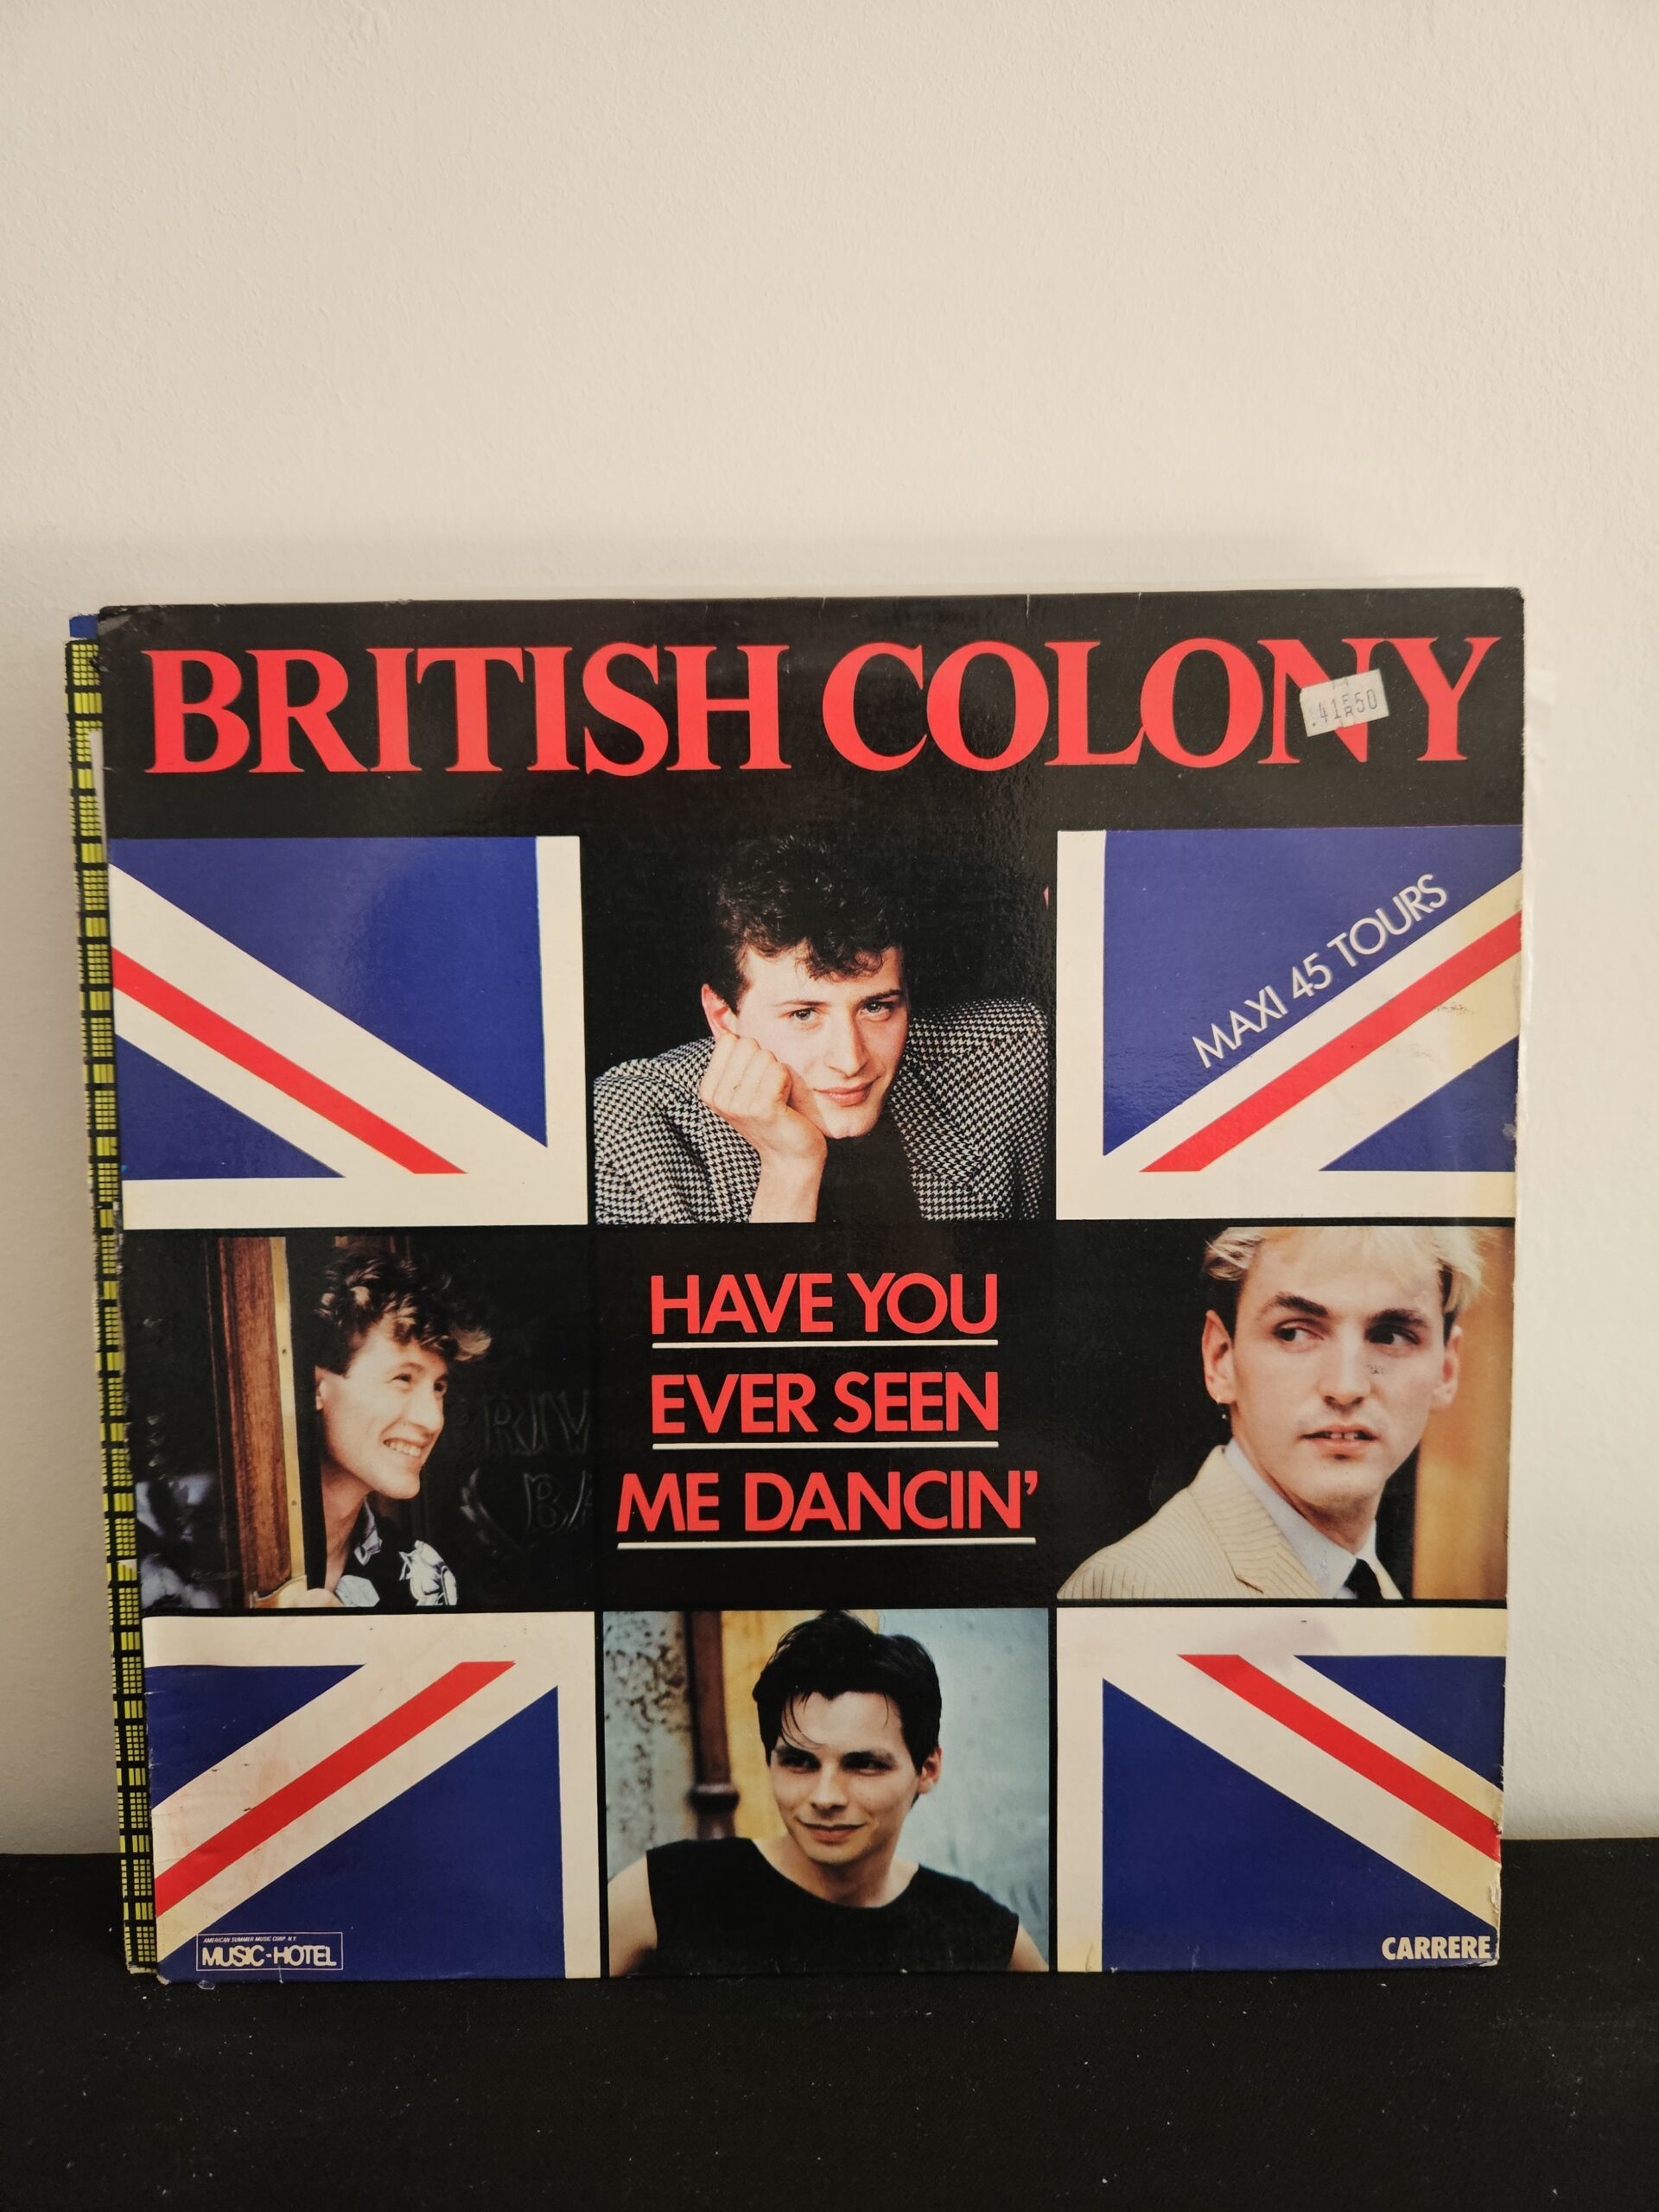 BRITISH COLONY
MAXI 45 TOURS
HAVE YOU
EVER SEEN
ME DANCIN'
AMERICAN SUMMER MUSIC CORP N.Y
MUSIC-HOTEL
CARRERE